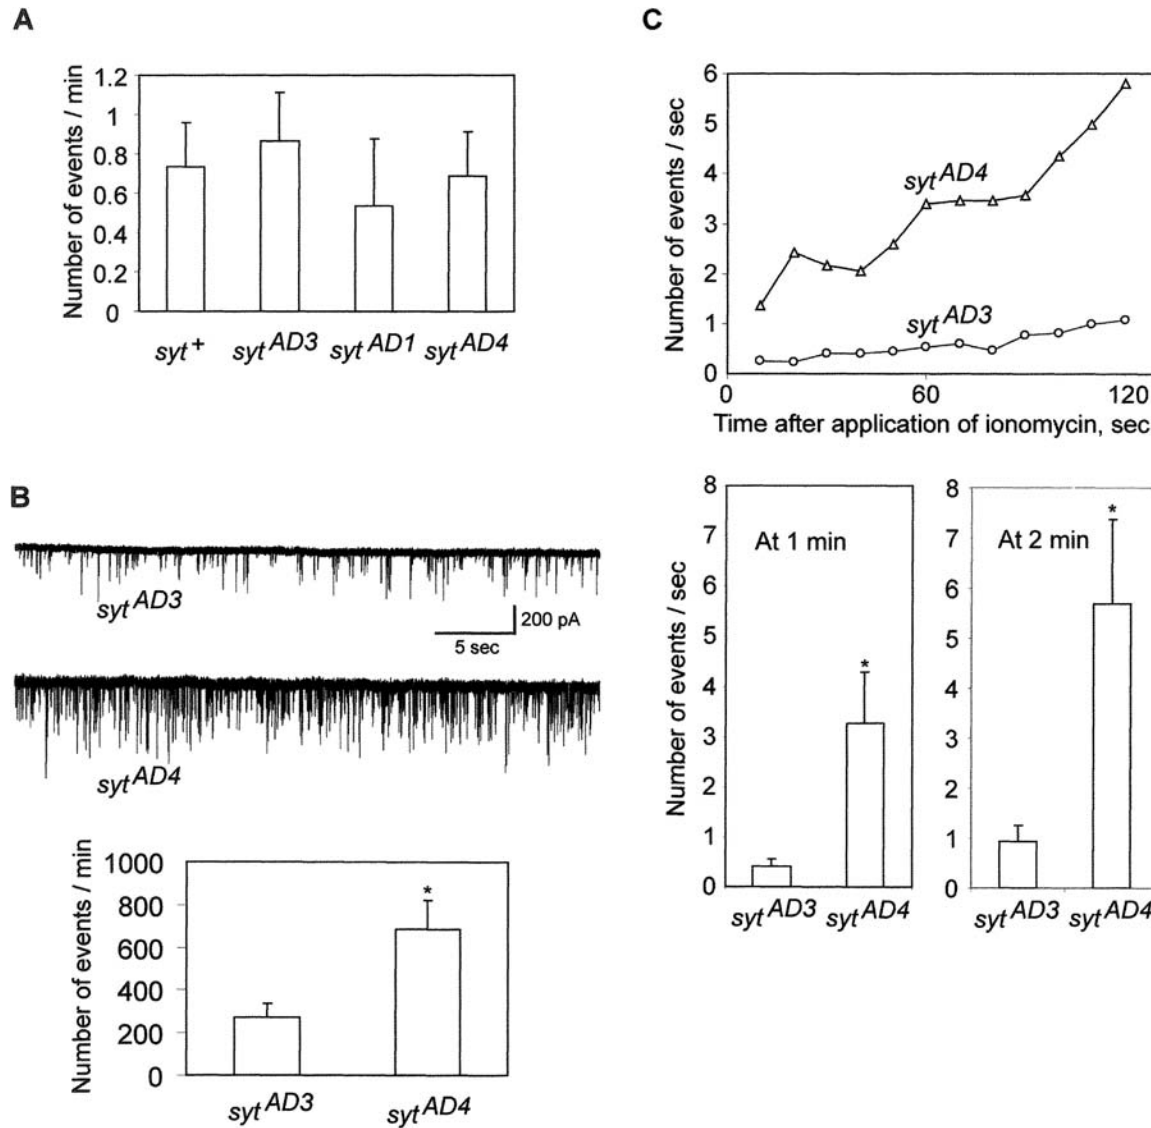 A
Number of events / min
1.2
1
0.8
0.6
0.4
0.2
0
syt+ sytAD3 sytAD1 sytAD4
B
sytAD3
200 pA
5 sec
sytAD4
Number of events / min
1000
800
600
400
200
0
*
sytAD3 sytAD4
C
Number of events / sec
6
5
4
3
2
1
0
sytAD4
sytAD3
0 60 120
Time after application of ionomycin, sec
Number of events / sec
8
7
6
5
4
3
2
1
0
At 1 min
*
sytAD3 sytAD4
8
7
6
5
4
3
2
1
0
At 2 min
*
sytAD3 sytAD4